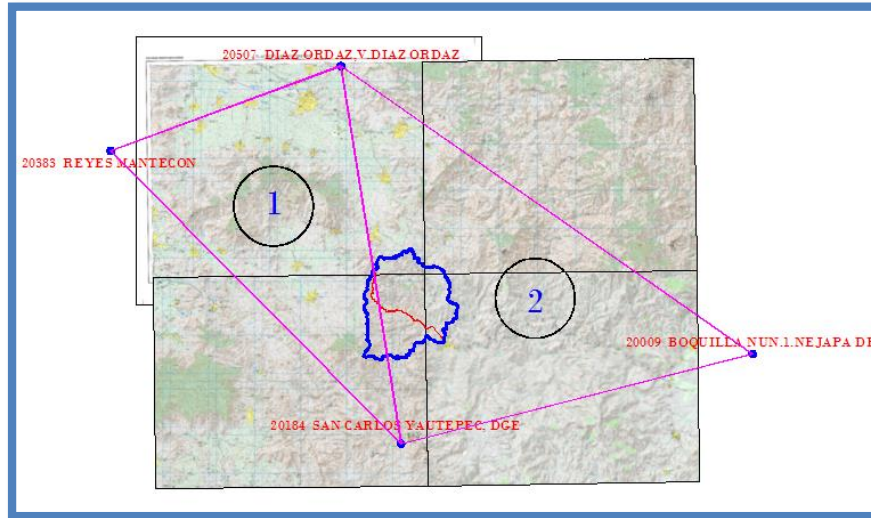 20507 DIAZ ORDAZ,V.DIAZ ORDAZ
20383 REYES MANTECON
1
2
20009 BOQUILLA NUN.1.NEJAPA DE
20184 SAN CARLOS YAUTEPEC, DGE